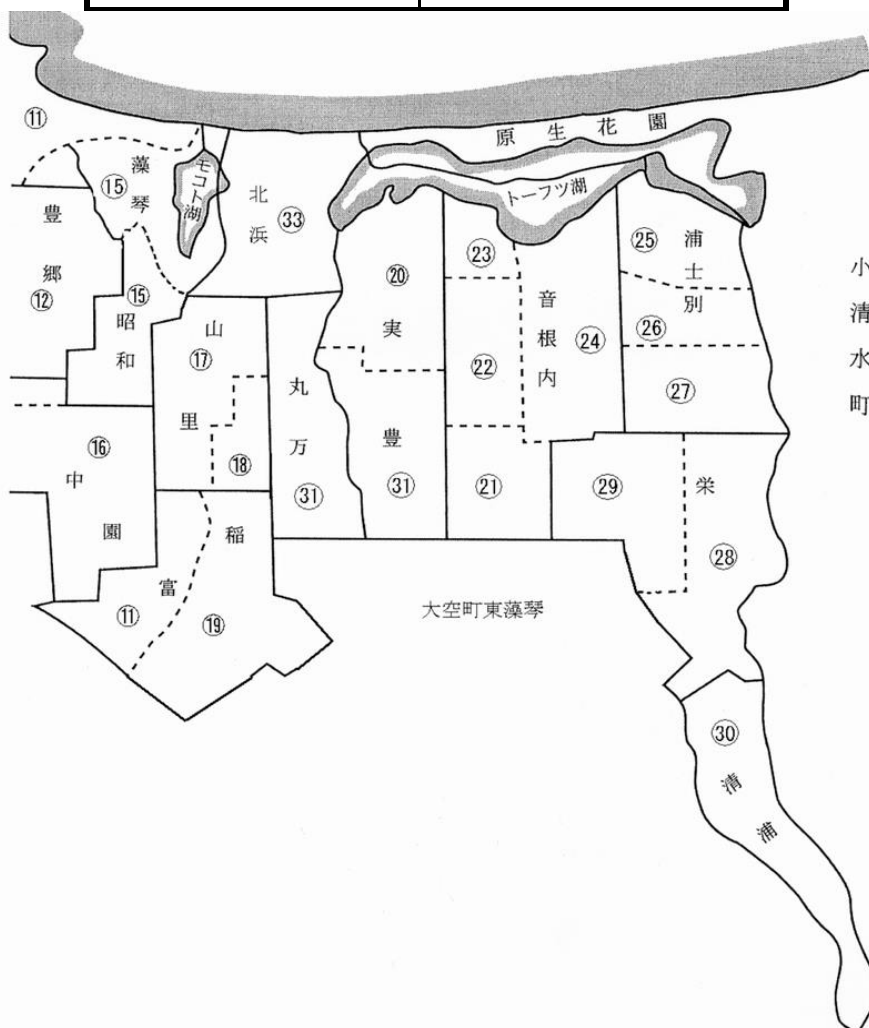 原生花園
⑪
藻琴
⑮
モコト湖
北浜
㉝
トーフツ湖
豊郷
⑫
⑮
昭和
⑳
実
㉓
音根内
㉔
㉕
浦士別
㉖
小清水町
山里
⑰
⑱
丸万
㉛
豊
㉛
㉒
㉑
㉗
⑯
中園
㉙
栄
㉘
稲富
⑪
⑲
大空町東藻琴
㉚
清浦